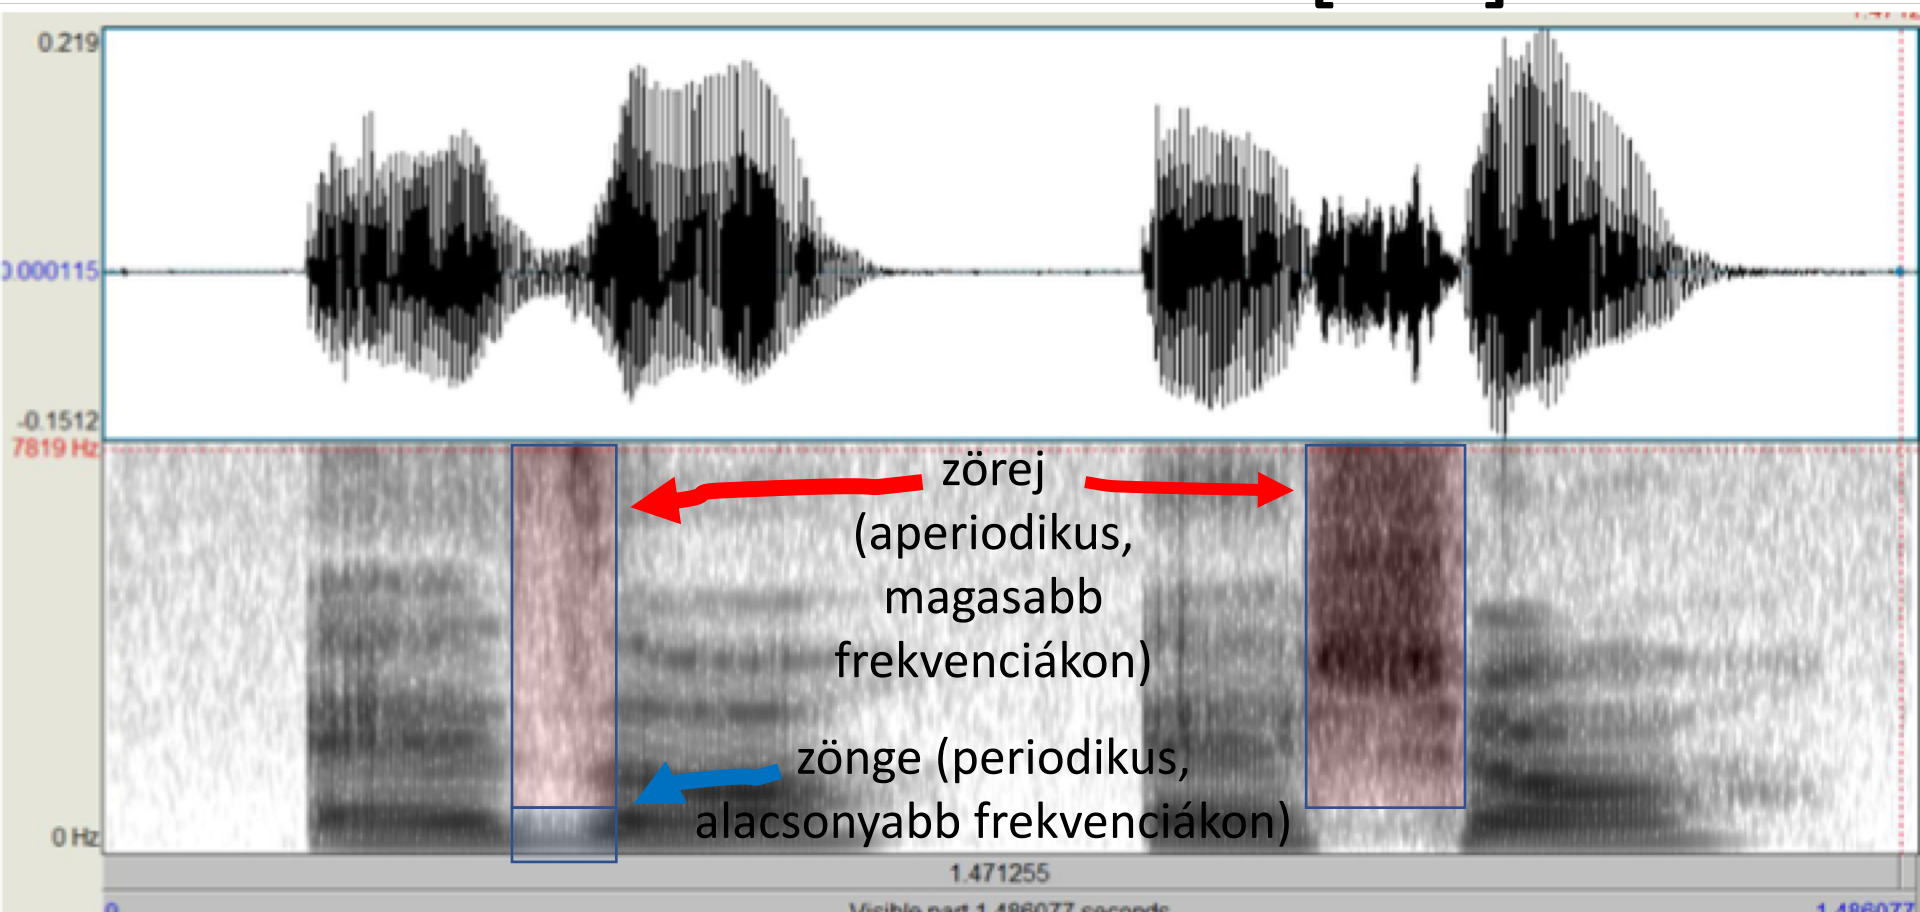 0.219
0.000115
-0.1512
7819 Hz
zörej
(aperiodikus,
magasabb
frekvenciákon)
zönge (periodikus,
alacsonyabb frekvenciákon)
0 Hz
1.471255
0
Visible part 1.486077 seconds
1.486077